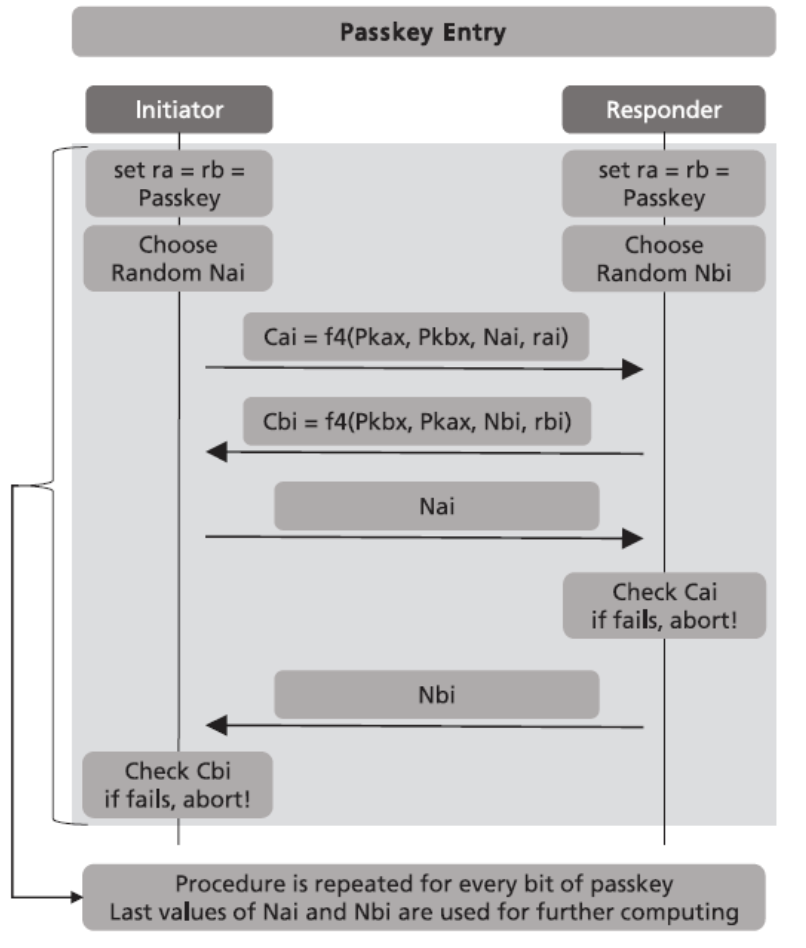 Passkey Entry
Initiator
Responder
set ra = rb =
Passkey
set ra = rb =
Passkey
Choose
Random Nai
Choose
Random Nbi
Cai = f4(Pkax, Pkbx, Nai, rai)
Cbi = f4(Pkbx, Pkax, Nbi, rbi)
Nai
Check Cai
if fails, abort!
Nbi
Check Cbi
if fails, abort!
Procedure is repeated for every bit of passkey
Last values of Nai and Nbi are used for further computing